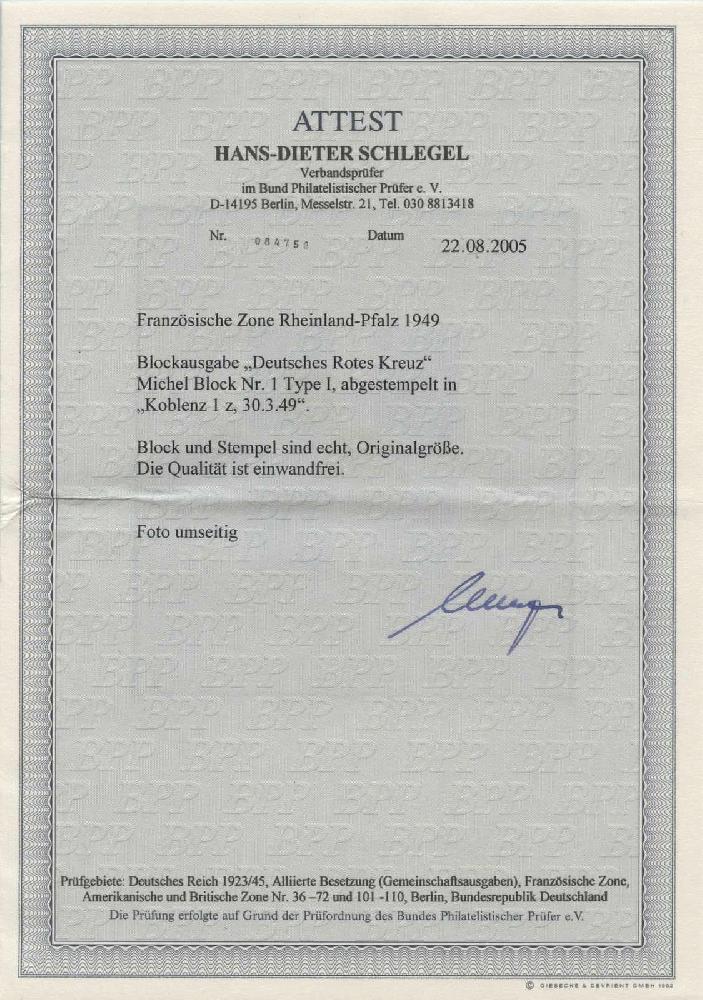 ATTEST
HANS-DIETER SCHLEGEL
Verbandsprüfer
im Bund Philatelistischer Prüfer e. V.
D-14195 Berlin, Messelstr. 21, Tel. 030 8813418
Nr. Datum 22.08.2005
Französische Zone Rheinland-Pfalz 1949
Blockausgabe „Deutsches Rotes Kreuz“
Michel Block Nr. 1 Type I, abgestempelt in
„Koblenz 1 z, 30.3.49“.
Block und Stempel sind echt, Originalgröße.
Die Qualität ist einwandfrei.
Foto umseitig
Prüfgebiete: Deutsches Reich 1923/45, Alliierte Besetzung (Gemeinschaftsausgaben), Französische Zone,
Amerikanische und Britische Zone Nr. 36 –72 und 101 -110, Berlin, Bundesrepublik Deutschland
Die Prüfung erfolgte auf Grund der Prüfordnung des Bundes Philatelistischer Prüfer e.V.
© GIESECKE & DEVRIENT GMBH